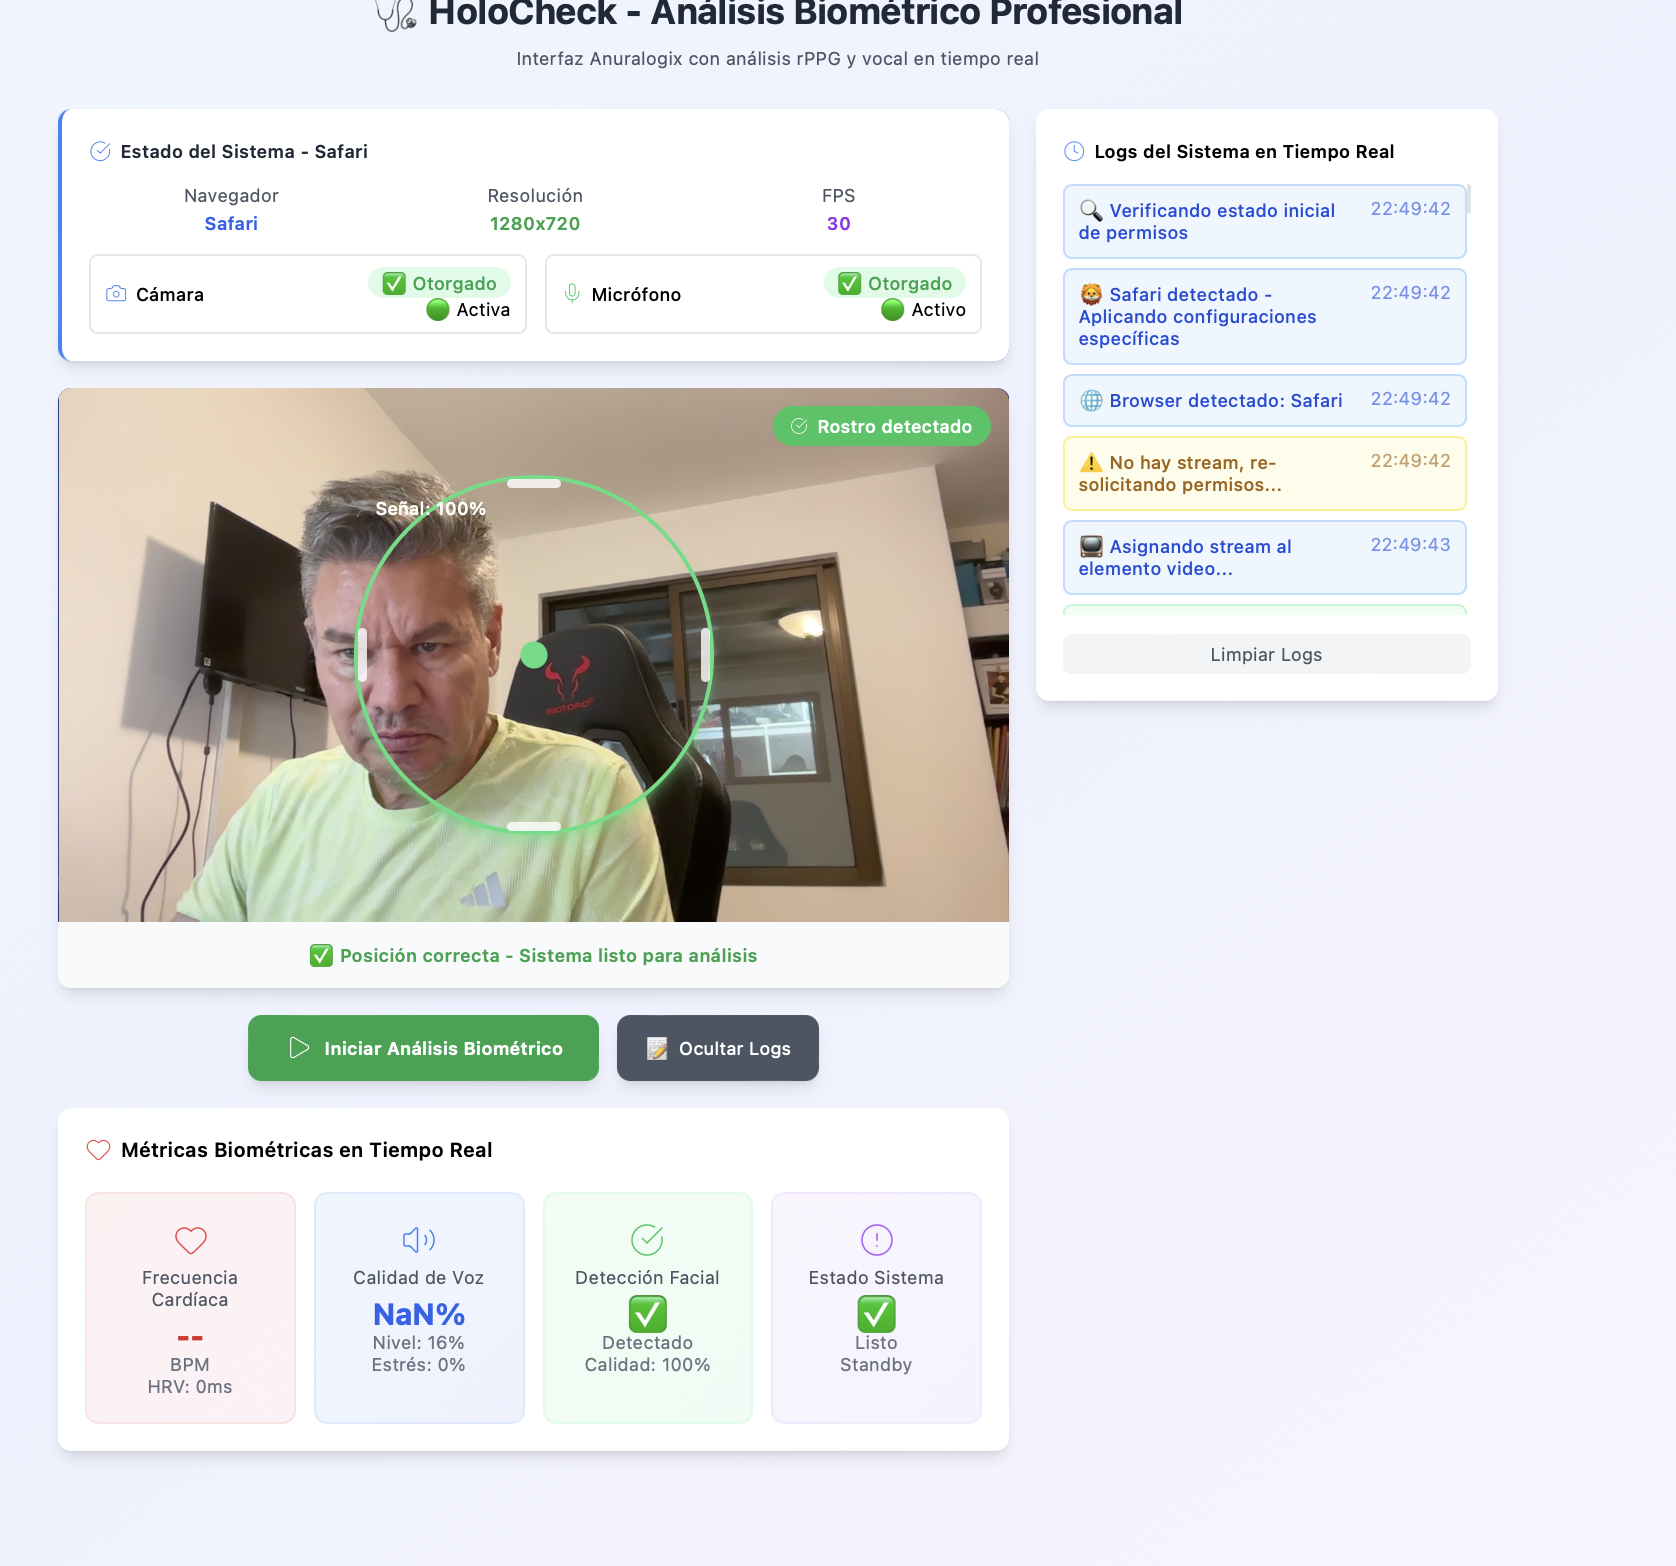 HoloCheck - Análisis Biométrico Profesional
Interfaz Anuralogix con análisis rPPG y vocal en tiempo real
Estado del Sistema - Safari
Navegador
Safari
Resolución
1280x720
FPS
30
Cámara
Otorgado
Activa
Micrófono
Otorgado
Activo
Rostro detectado
Señal: 100%
Posición correcta - Sistema listo para análisis
Iniciar Análisis Biométrico
Ocultar Logs
Métricas Biométricas en Tiempo Real
Frecuencia
Cardíaca
--
BPM
HRV: 0ms
Calidad de Voz
NaN%
Nivel: 16%
Estrés: 0%
Detección Facial
Detectado
Calidad: 100%
Estado Sistema
Listo
Standby
Logs del Sistema en Tiempo Real
Verificando estado inicial 22:49:42
de permisos
Safari detectado - 22:49:42
Aplicando configuraciones
específicas
Browser detectado: Safari 22:49:42
No hay stream, re- 22:49:42
solicitando permisos...
Asignando stream al 22:49:43
elemento video...
Limpiar Logs